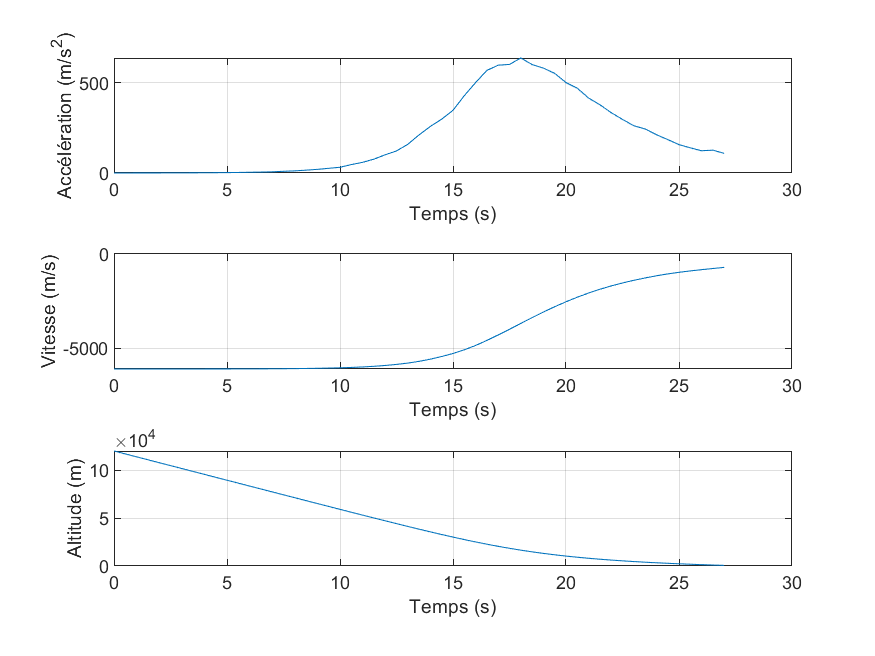 Accélération (m/s2)
500
0
0 5 10 15 20 25 30
Temps (s)
Vitesse (m/s)
0
-5000
0 5 10 15 20 25 30
Temps (s)
×10^4
Altitude (m)
10
5
0
0 5 10 15 20 25 30
Temps (s)